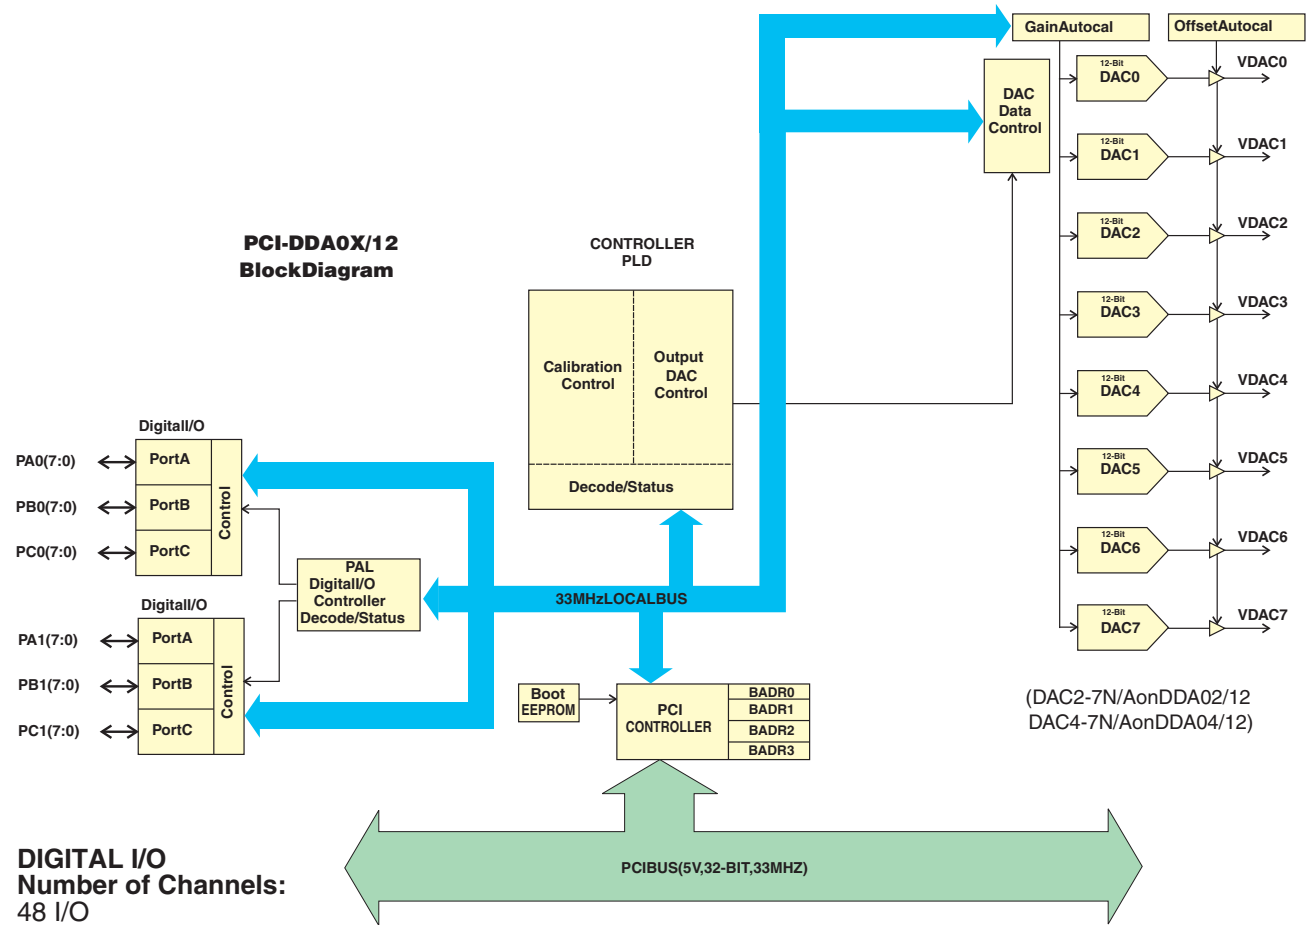 GainAutocal
OffsetAutocal
12-Bit
DAC0
VDAC0
DAC
Data
Control
12-Bit
DAC1
VDAC1
12-Bit
DAC2
VDAC2
PCI-DDA0X/12
BlockDiagram
CONTROLLER
PLD
12-Bit
DAC3
VDAC3
Calibration
Control
Output
DAC
Control
12-Bit
DAC4
VDAC4
Decode/Status
12-Bit
DAC5
VDAC5
DigitalI/O
PA0(7:0)
PortA
PB0(7:0)
PortB
PC0(7:0)
PortC
Control
12-Bit
DAC6
VDAC6
PAL
DigitalI/O
Controller
Decode/Status
33MHzLOCALBUS
12-Bit
DAC7
VDAC7
DigitalI/O
PA1(7:0)
PortA
PB1(7:0)
PortB
PC1(7:0)
PortC
Control
Boot
EEPROM
PCI
CONTROLLER
BADR0
BADR1
BADR2
BADR3
(DAC2-7N/AonDDA02/12
DAC4-7N/AonDDA04/12)
PCIBUS(5V,32-BIT,33MHZ)
DIGITAL I/O
Number of Channels:
48 I/O